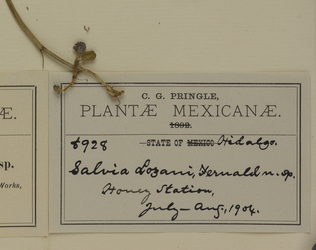 C. G. PRINGLE,
PLANTÆ MEXICANÆ.
1892.
8928 —STATE OF MEXICO Hidalgo.
Salvia Lozani, Fernald n. sp.
Honey Station,
July–Aug, 1904.
Æ.
sp.
Works,